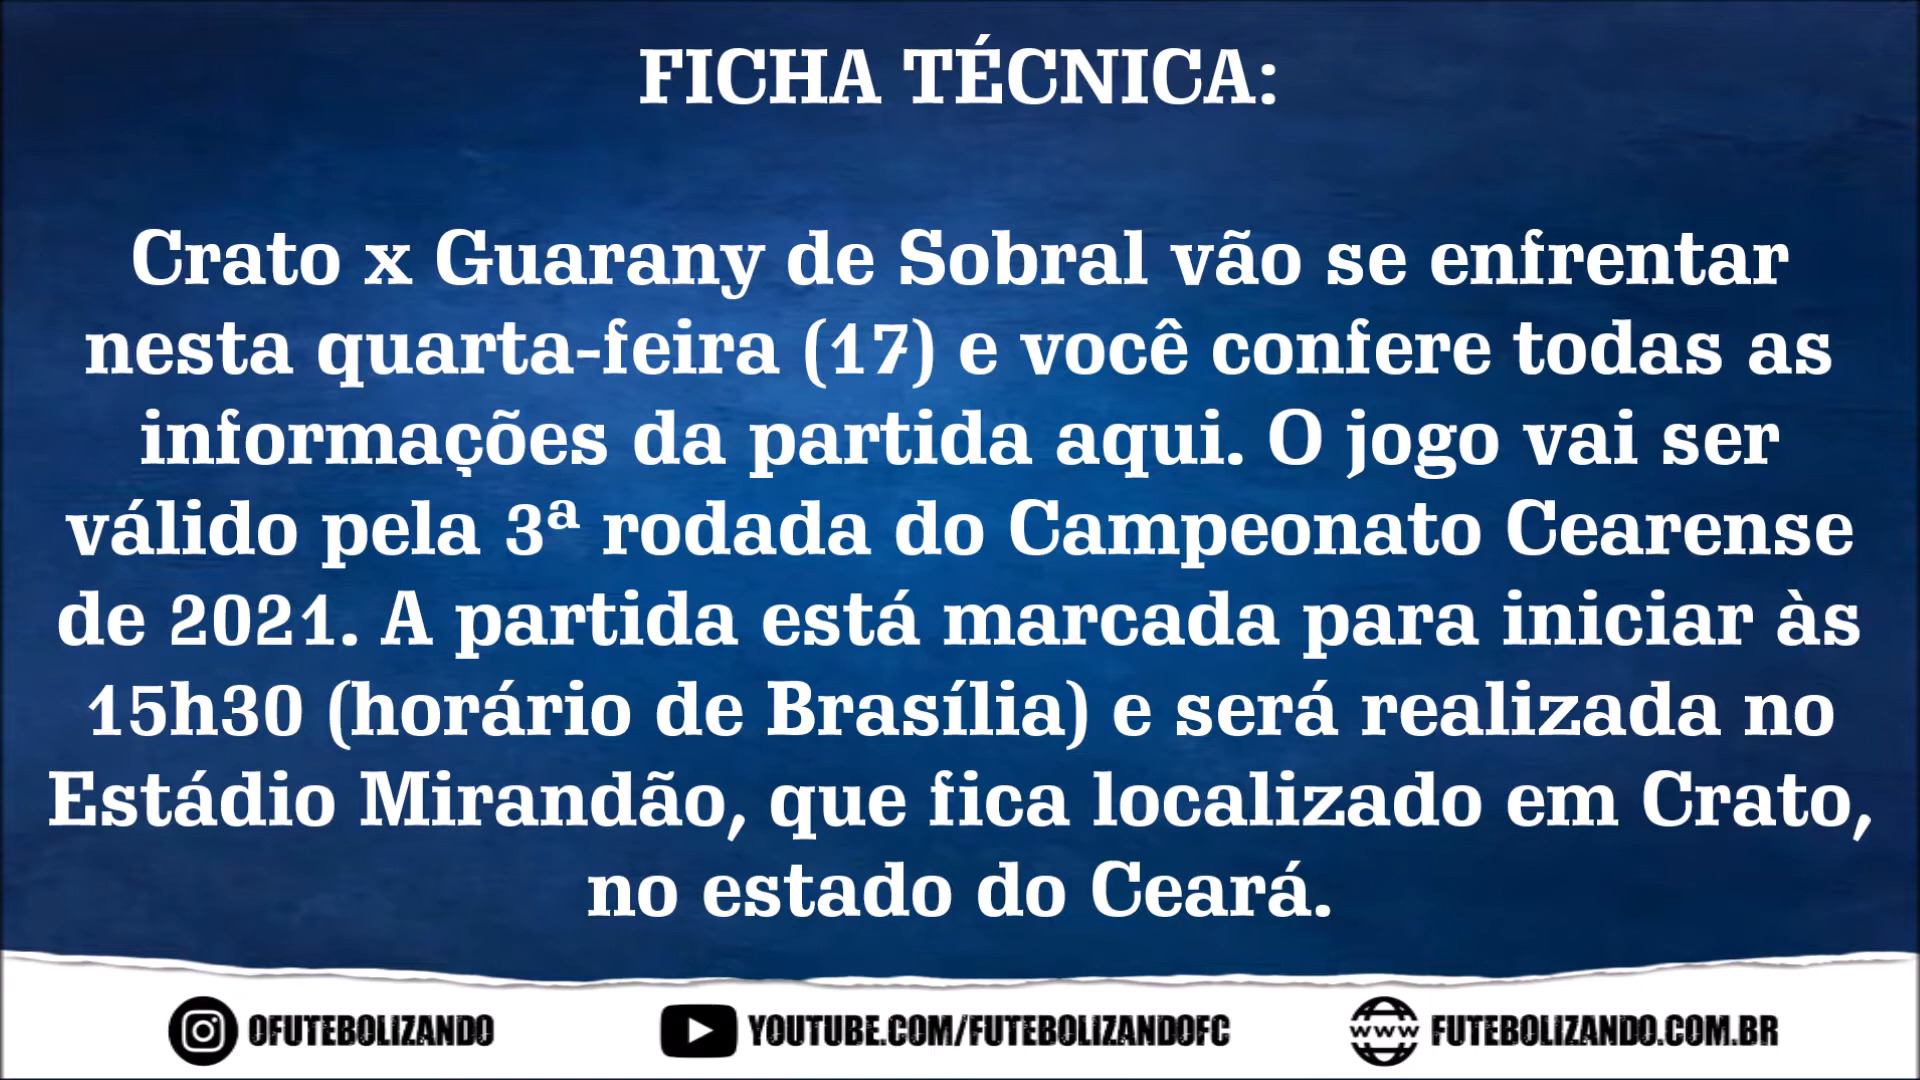 FICHA TÉCNICA:
Crato x Guarany de Sobral vão se enfrentar
nesta quarta-feira (17) e você confere todas as
informações da partida aqui. O jogo vai ser
válido pela 3ª rodada do Campeonato Cearense
de 2021. A partida está marcada para iniciar às
15h30 (horário de Brasília) e será realizada no
Estádio Mirandão, que fica localizado em Crato,
no estado do Ceará.
OFUTEBOLIZANDO
YOUTUBE.COM/FUTEBOLIZANDOFC
www
FUTEBOLIZANDO.COM.BR